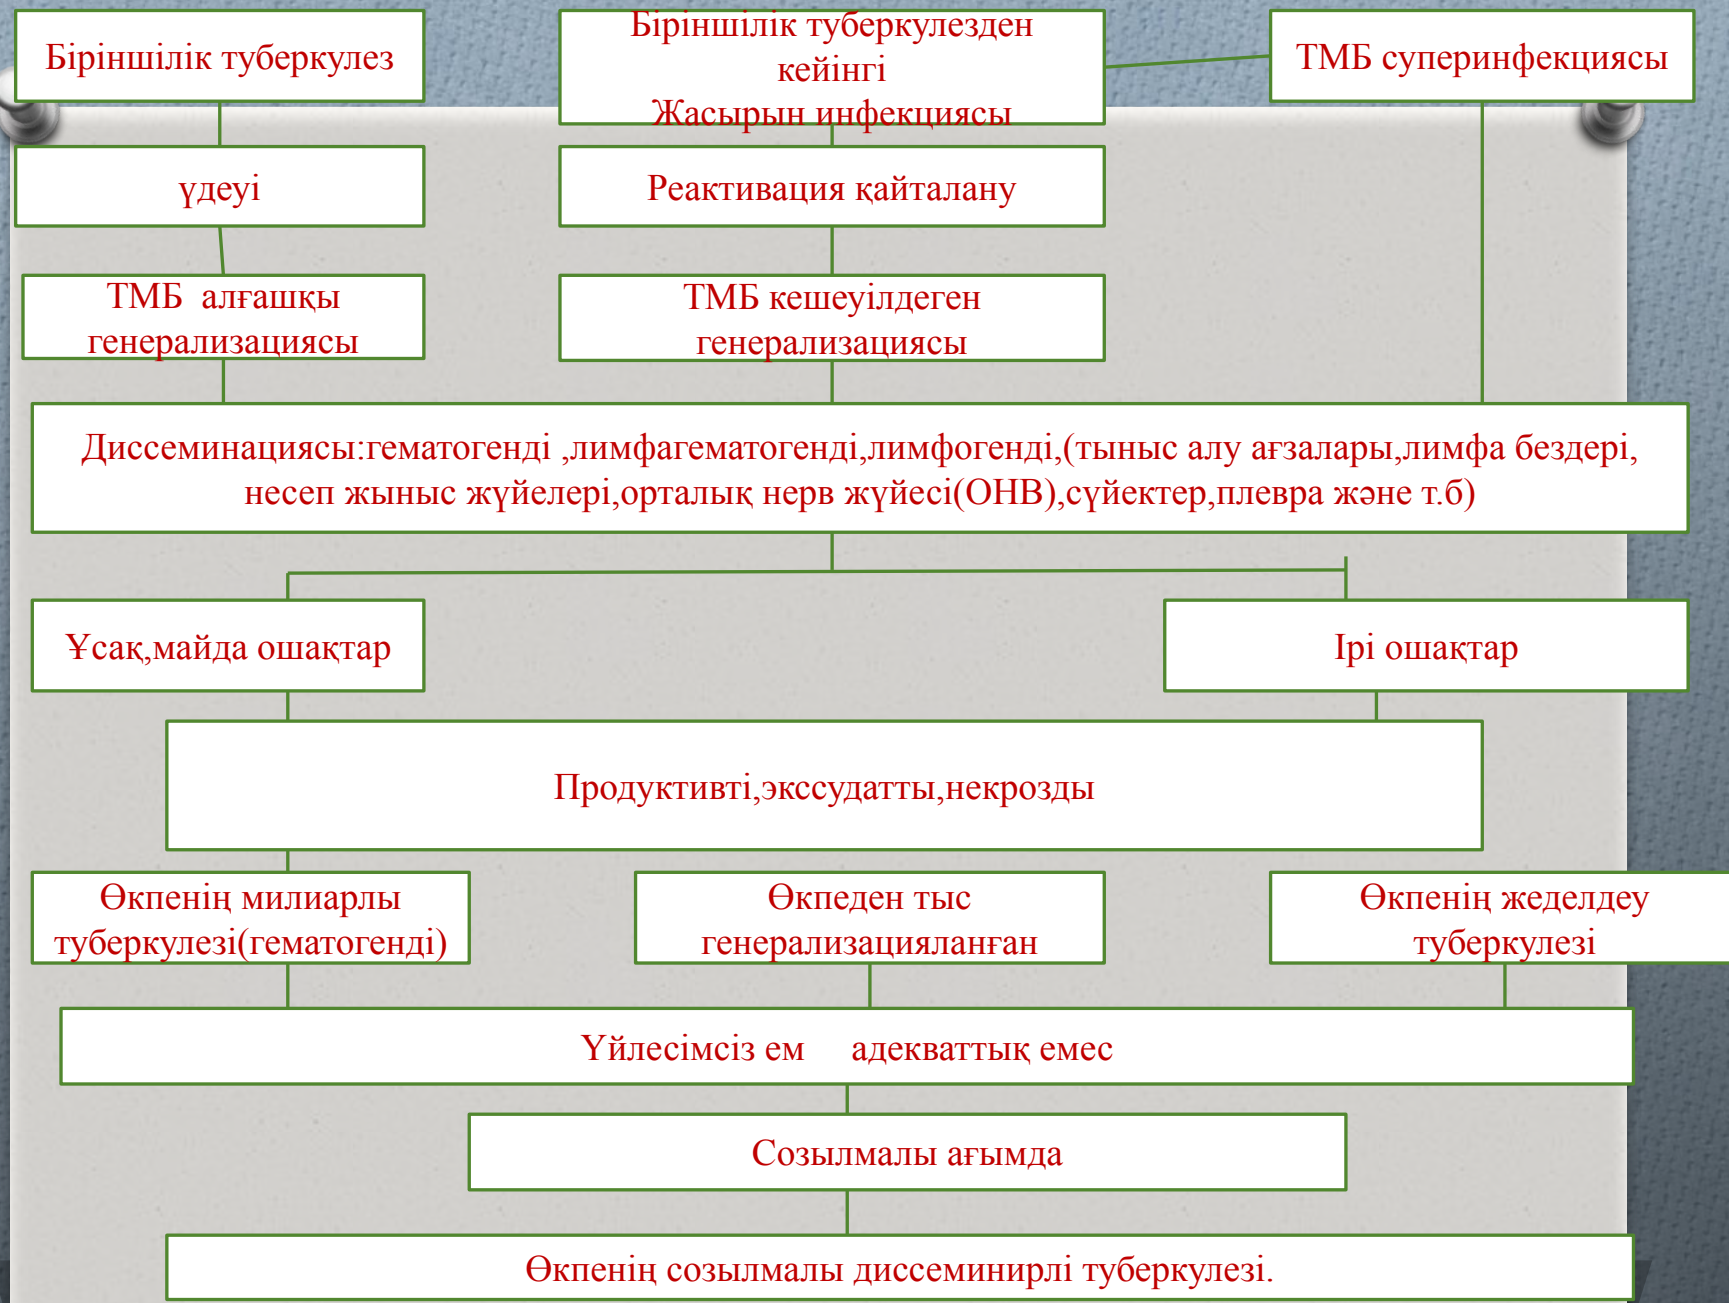 Біріншілік туберкулез
Біріншілік туберкулезден
кейінгі
Жасырын инфекциясы
ТМБ суперинфекциясы
үдеуі
Реактивация қайталану
ТМБ алғашқы
генерализациясы
ТМБ кешеуілдеген
генерализациясы
Диссеминациясы:гематогенді ,лимфагематогенді,лимфогенді,(тыныс алу ағзалары,лимфа бездері,
несеп жыныс жүйелері,орталық нерв жүйесі(ОНВ),сүйектер,плевра және т.б)
Ұсақ,майда ошақтар
Ірі ошақтар
Продуктивті,экссудатты,некрозды
Өкпенің милиарлы
туберкулезі(гематогенді)
Өкпеден тыс
генерализацияланған
Өкпенің жеделдеу
туберкулезі
Үйлесімсіз ем адекваттық емес
Созылмалы ағымда
Өкпенің созылмалы диссеминирлі туберкулезі.